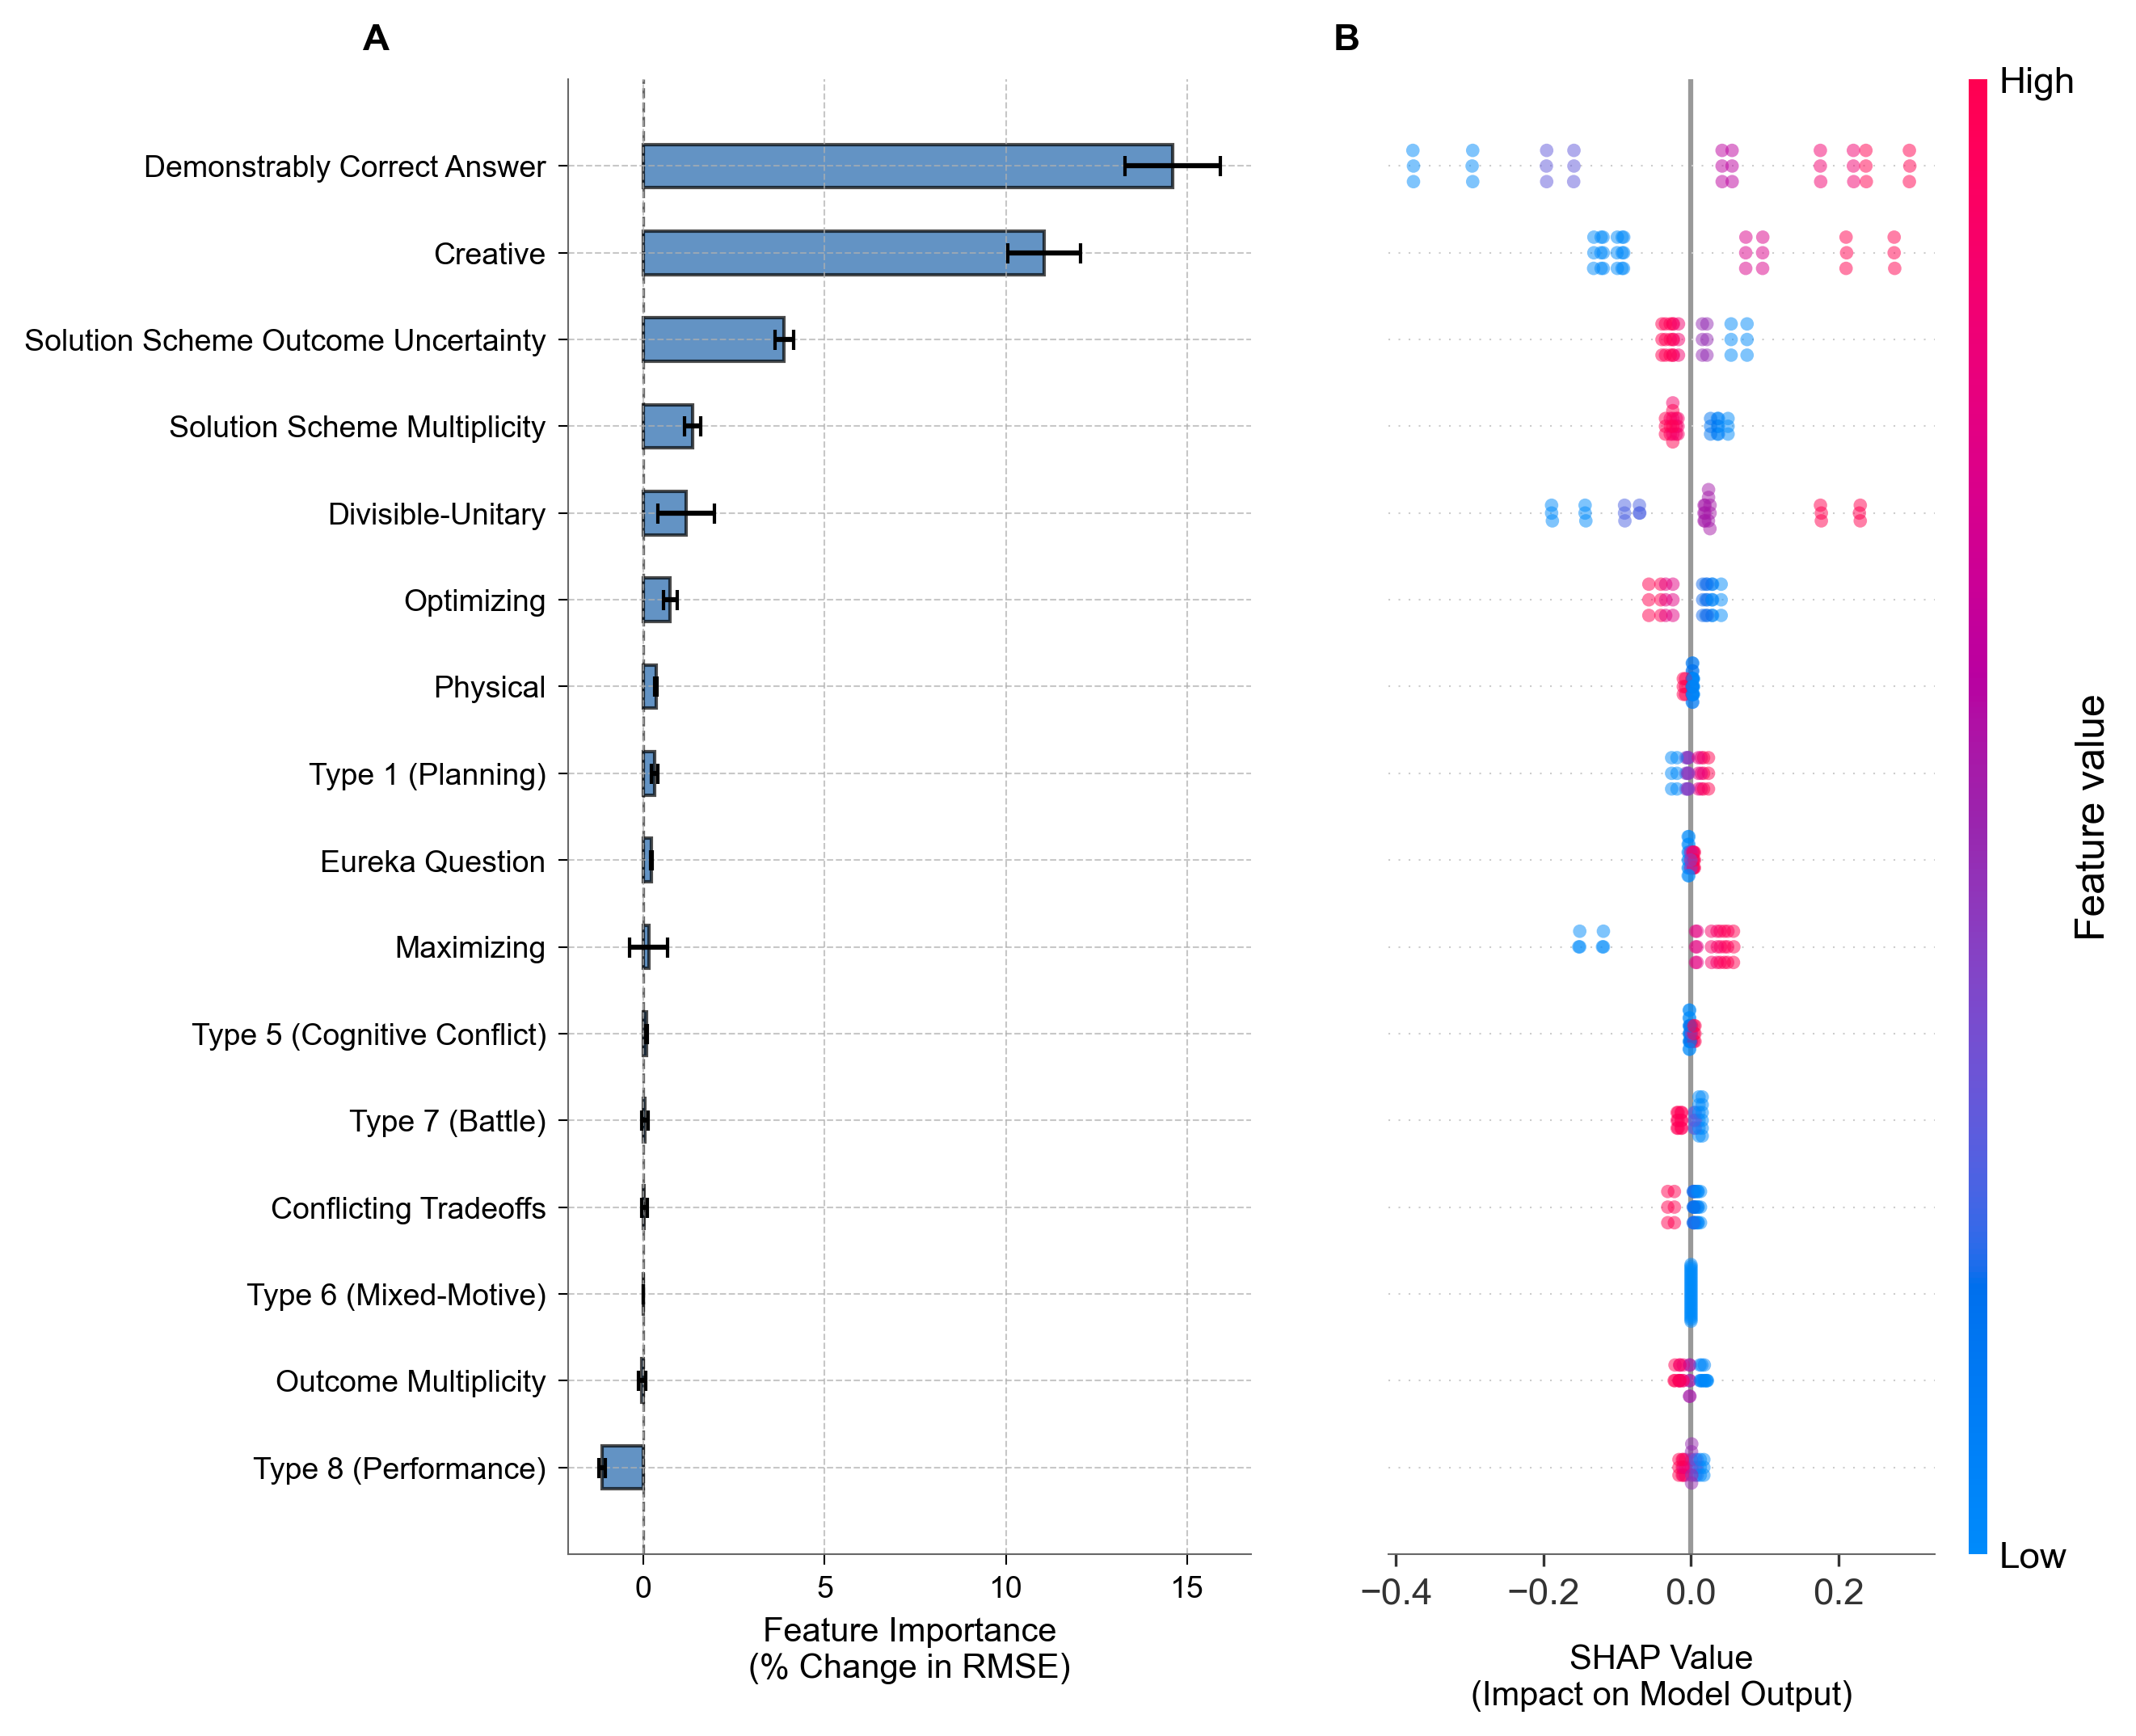 A
Demonstrably Correct Answer
Creative
Solution Scheme Outcome Uncertainty
Solution Scheme Multiplicity
Divisible-Unitary
Optimizing
Physical
Type 1 (Planning)
Eureka Question
Maximizing
Type 5 (Cognitive Conflict)
Type 7 (Battle)
Conflicting Tradeoffs
Type 6 (Mixed-Motive)
Outcome Multiplicity
Type 8 (Performance)
0 5 10 15
Feature Importance
(% Change in RMSE)
B
−0.4 −0.2 0.0 0.2
SHAP Value
(Impact on Model Output)
High
Feature value
Low